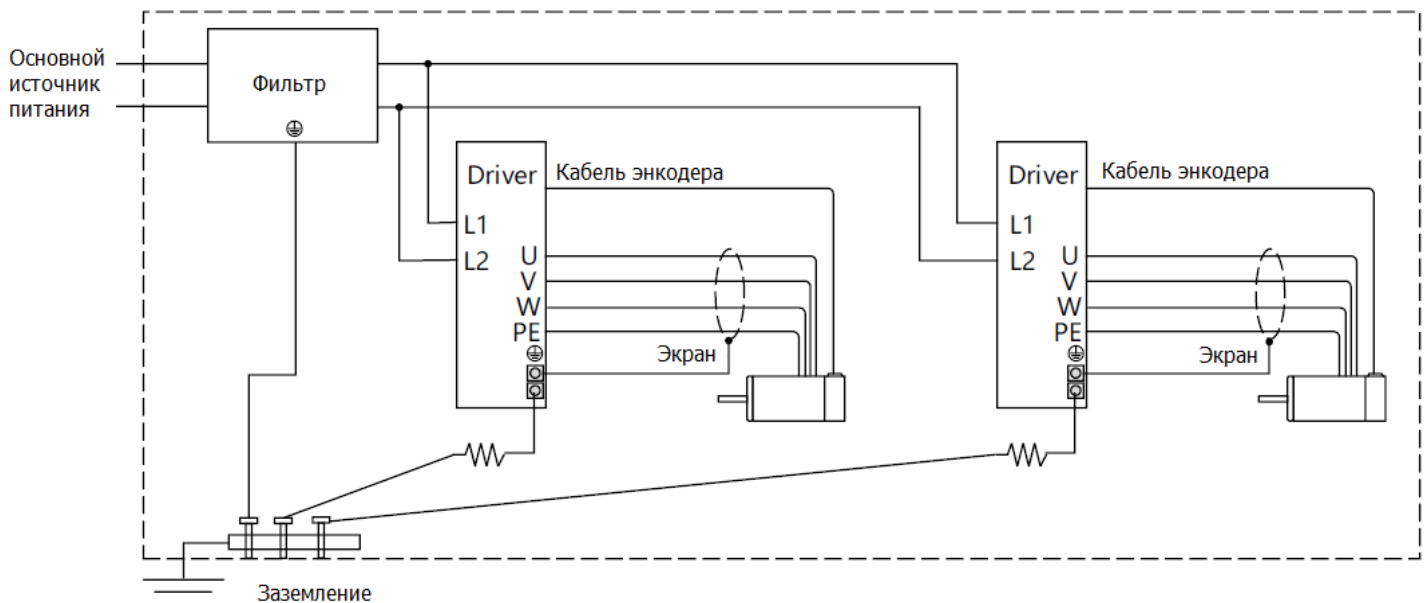 Основной
источник
питания
Фильтр
Driver
Кабель энкодера
L1
L2
U
V
W
PE
Экран
Driver
Кабель энкодера
L1
L2
U
V
W
PE
Экран
Заземление